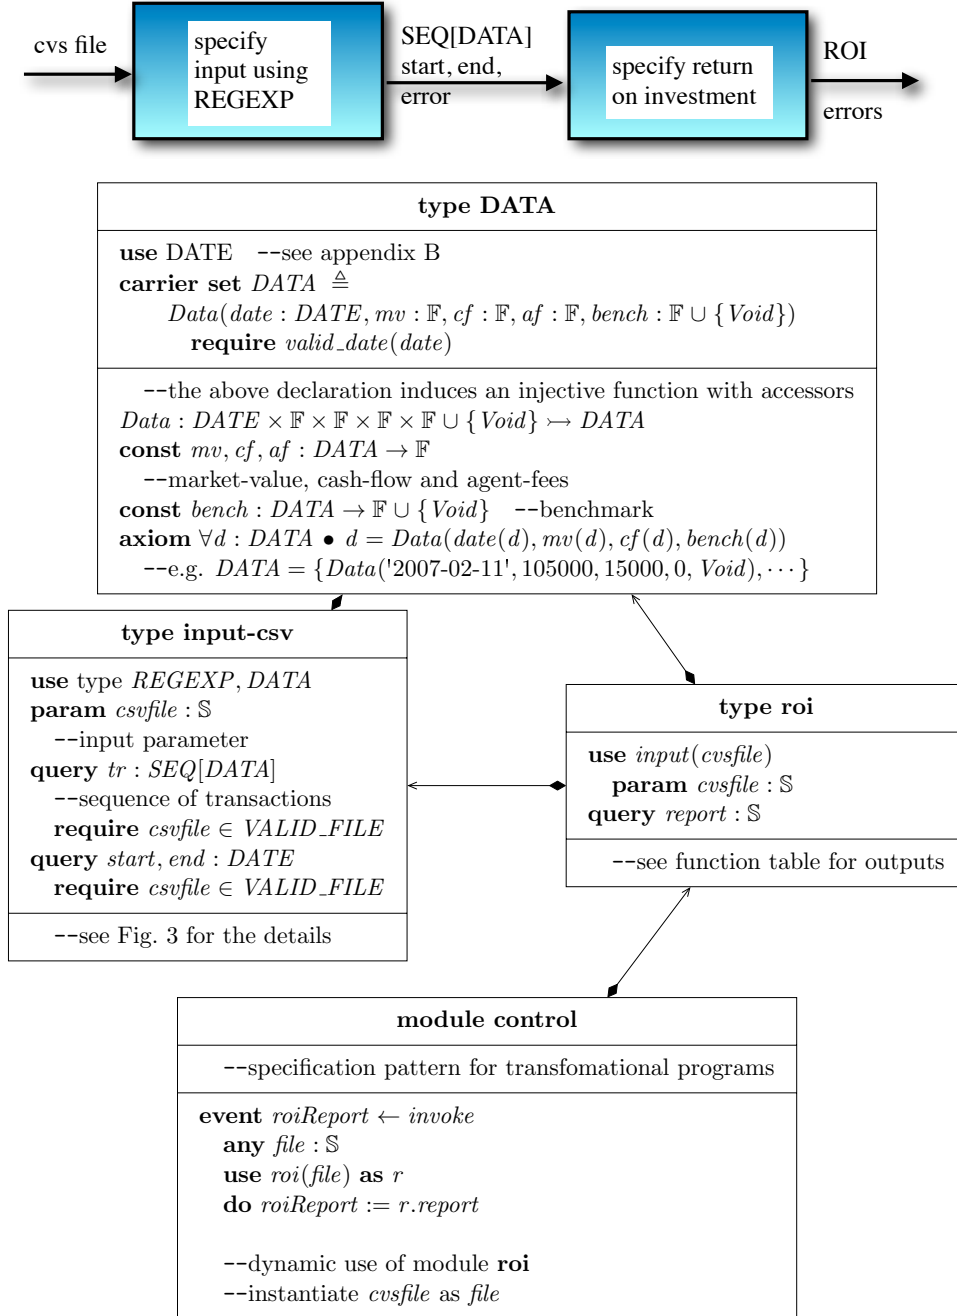 cvs file
specify
input using
REGEXP
SEQ[DATA]
start, end,
error
specify return
on investment
ROI
errors
type DATA
use DATE --see appendix B
carrier set DATA ≜
Data(date : DATE, mv : 𝔽, cf : 𝔽, af : 𝔽, bench : 𝔽 ∪ {Void})
require valid_date(date)
--the above declaration induces an injective function with accessors
Data : DATE × 𝔽 × 𝔽 × 𝔽 × 𝔽 ∪ {Void} ↣ DATA
const mv, cf, af : DATA → 𝔽
--market-value, cash-flow and agent-fees
const bench : DATA → 𝔽 ∪ {Void} --benchmark
axiom ∀d : DATA • d = Data(date(d), mv(d), cf(d), bench(d))
--e.g. DATA = {Data('2007-02-11', 105000, 15000, 0, Void), ⋯}
type input-csv
use type REGEXP, DATA
param csvfile : 𝕊
--input parameter
query tr : SEQ[DATA]
--sequence of transactions
require csvfile ∈ VALID_FILE
query start, end : DATE
require csvfile ∈ VALID_FILE
--see Fig. 3 for the details
type roi
use input(cvsfile)
param cvsfile : 𝕊
query report : 𝕊
--see function table for outputs
module control
--specification pattern for transfomational programs
event roiReport ← invoke
any file : 𝕊
use roi(file) as r
do roiReport := r.report
--dynamic use of module roi
--instantiate cvsfile as file